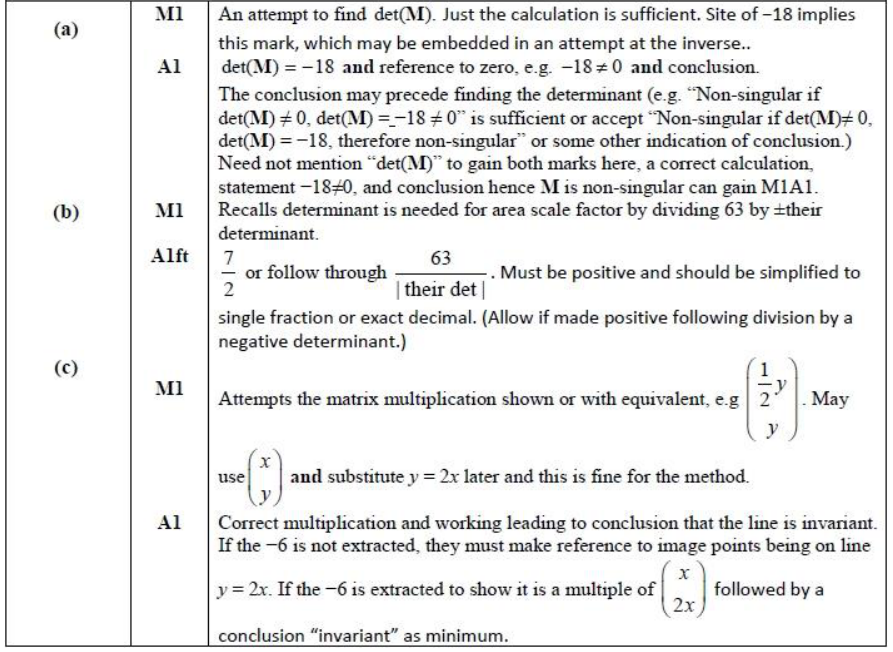 (a) M1 An attempt to find det(M). Just the calculation is sufficient. Site of −18 implies
this mark, which may be embedded in an attempt at the inverse..
A1 det(M) = −18 and reference to zero, e.g. −18 ≠ 0 and conclusion.
The conclusion may precede finding the determinant (e.g. “Non-singular if
det(M) ≠ 0, det(M) = −18 ≠ 0” is sufficient or accept “Non-singular if det(M)≠ 0,
det(M) = −18, therefore non-singular” or some other indication of conclusion.)
Need not mention “det(M)” to gain both marks here, a correct calculation,
statement −18≠0, and conclusion hence M is non-singular can gain M1A1.
(b) M1 Recalls determinant is needed for area scale factor by dividing 63 by ±their
determinant.
A1ft 7/2 or follow through 63/|their det|. Must be positive and should be simplified to
single fraction or exact decimal. (Allow if made positive following division by a
negative determinant.)
(c)
M1 Attempts the matrix multiplication shown or with equivalent, e.g (1/2 y
y). May
use (x
y) and substitute y = 2x later and this is fine for the method.
A1 Correct multiplication and working leading to conclusion that the line is invariant.
If the −6 is not extracted, they must make reference to image points being on line
y = 2x. If the −6 is extracted to show it is a multiple of (x
2x) followed by a
conclusion “invariant” as minimum.